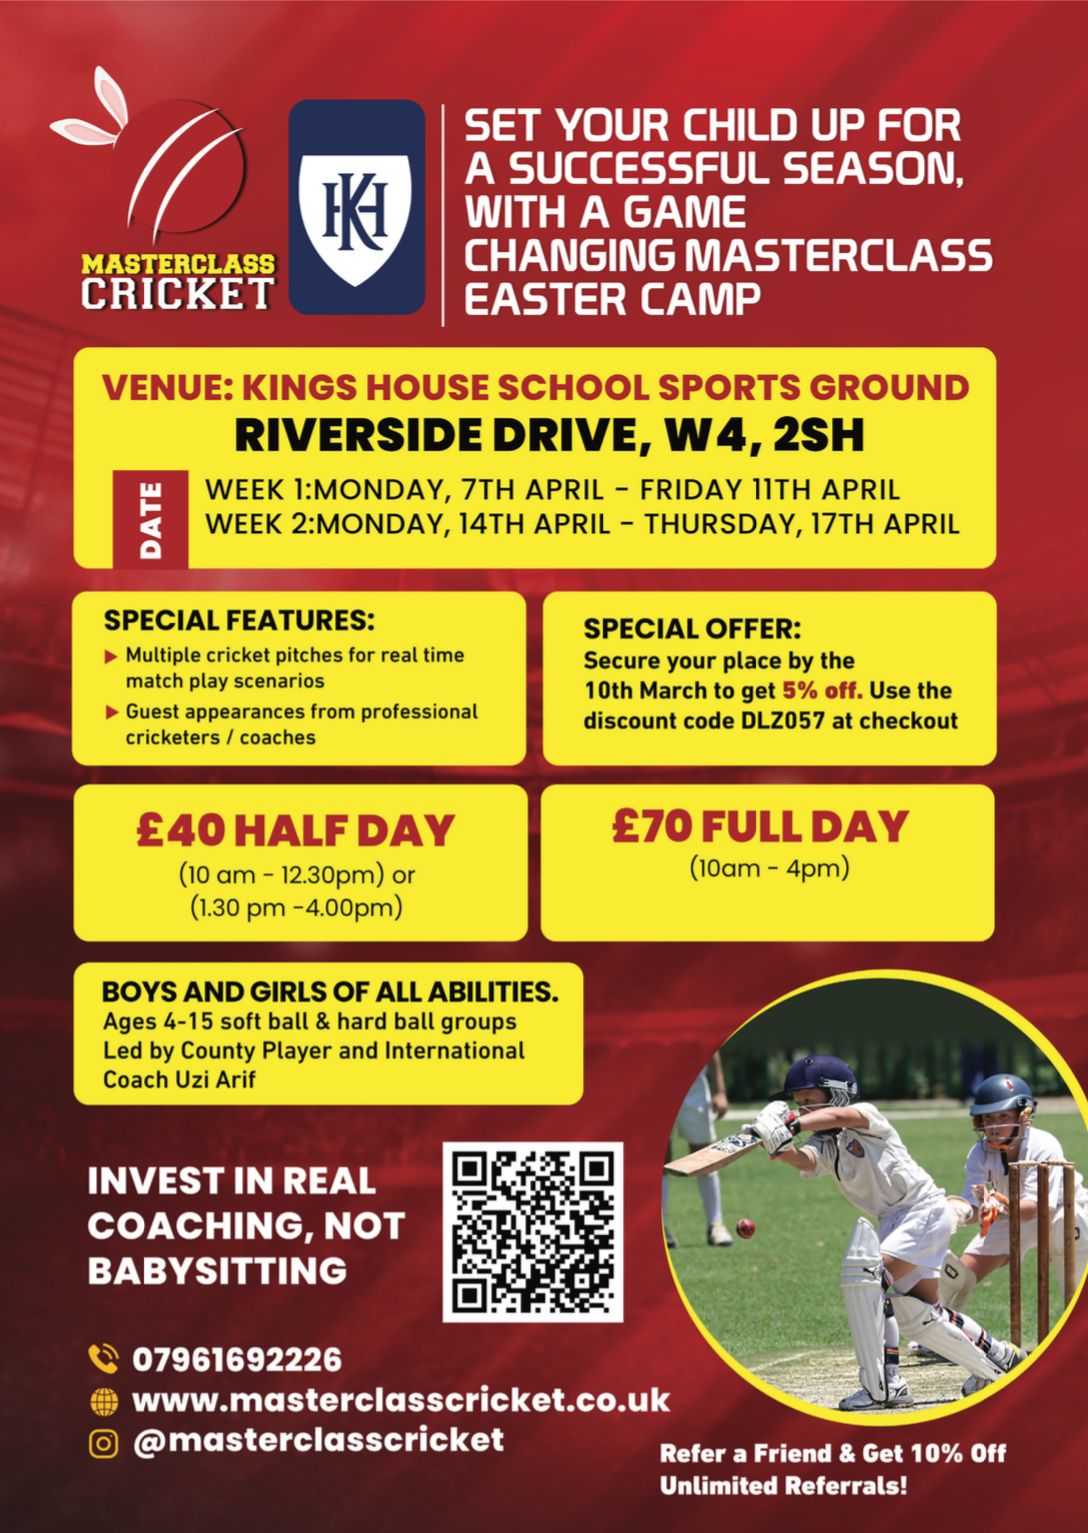 MASTERCLASS
CRICKET
KH
SET YOUR CHILD UP FOR
A SUCCESSFUL SEASON,
WITH A GAME
CHANGING MASTERCLASS
EASTER CAMP
VENUE: KINGS HOUSE SCHOOL SPORTS GROUND
RIVERSIDE DRIVE, W4, 2SH
DATE
WEEK 1:MONDAY, 7TH APRIL - FRIDAY 11TH APRIL
WEEK 2:MONDAY, 14TH APRIL - THURSDAY, 17TH APRIL
SPECIAL FEATURES:
Multiple cricket pitches for real time
match play scenarios
Guest appearances from professional
cricketers / coaches
SPECIAL OFFER:
Secure your place by the
10th March to get 5% off. Use the
discount code DLZ057 at checkout
£40 HALF DAY
(10 am - 12.30pm) or
(1.30 pm -4.00pm)
£70 FULL DAY
(10am - 4pm)
BOYS AND GIRLS OF ALL ABILITIES.
Ages 4-15 soft ball & hard ball groups
Led by County Player and International
Coach Uzi Arif
INVEST IN REAL
COACHING, NOT
BABYSITTING
07961692226
www.masterclasscricket.co.uk
@masterclasscricket
Refer a Friend & Get 10% Off
Unlimited Referrals!